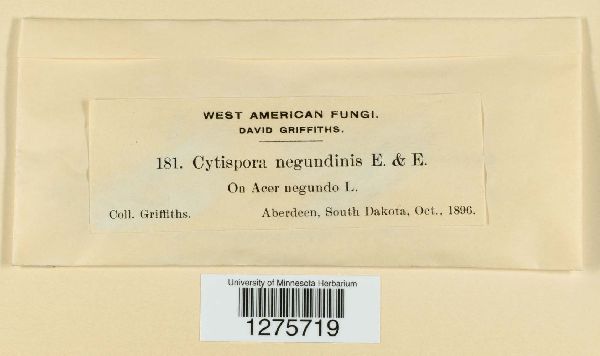 WEST AMERICAN FUNGI.
DAVID GRIFFITHS.
181. Cytispora negundinis E. & E.
On Acer negundo L.
Coll. Griffiths. Aberdeen, South Dakota, Oct., 1896.
University of Minnesota Herbarium
1275719